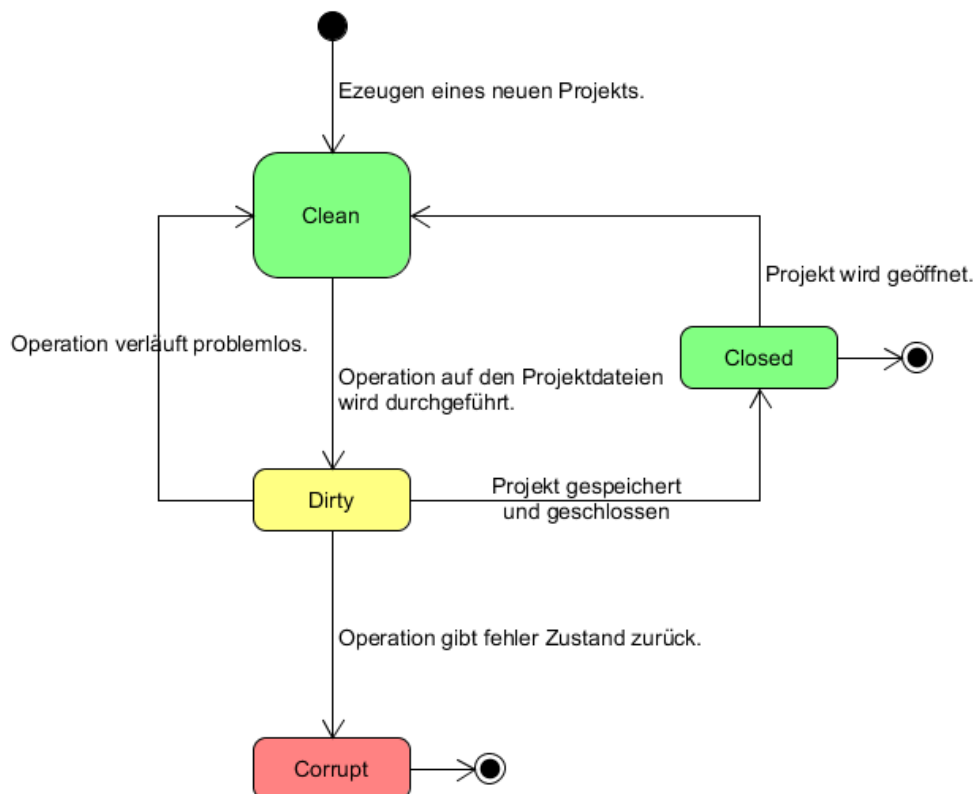 Ezeugen eines neuen Projekts.
Clean
Projekt wird geöffnet.
Operation verläuft problemlos.
Closed
Operation auf den Projektdateien
wird durchgeführt.
Dirty
Projekt gespeichert
und geschlossen
Operation gibt fehler Zustand zurück.
Corrupt